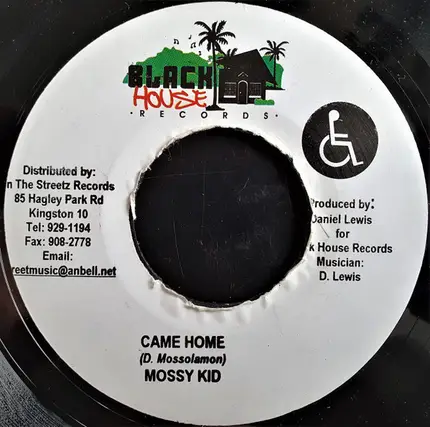 BLACK
HOUSE
• RECORDS •
Distributed by:
n The Streetz Records
85 Hagley Park Rd
Kingston 10
Tel: 929-1194
Fax: 908-2778
Email:
reetmusic@anbell.net
Produced by:
Daniel Lewis
for
k House Records
Musician:
D. Lewis
CAME HOME
(D. Mossolamon)
MOSSY KID